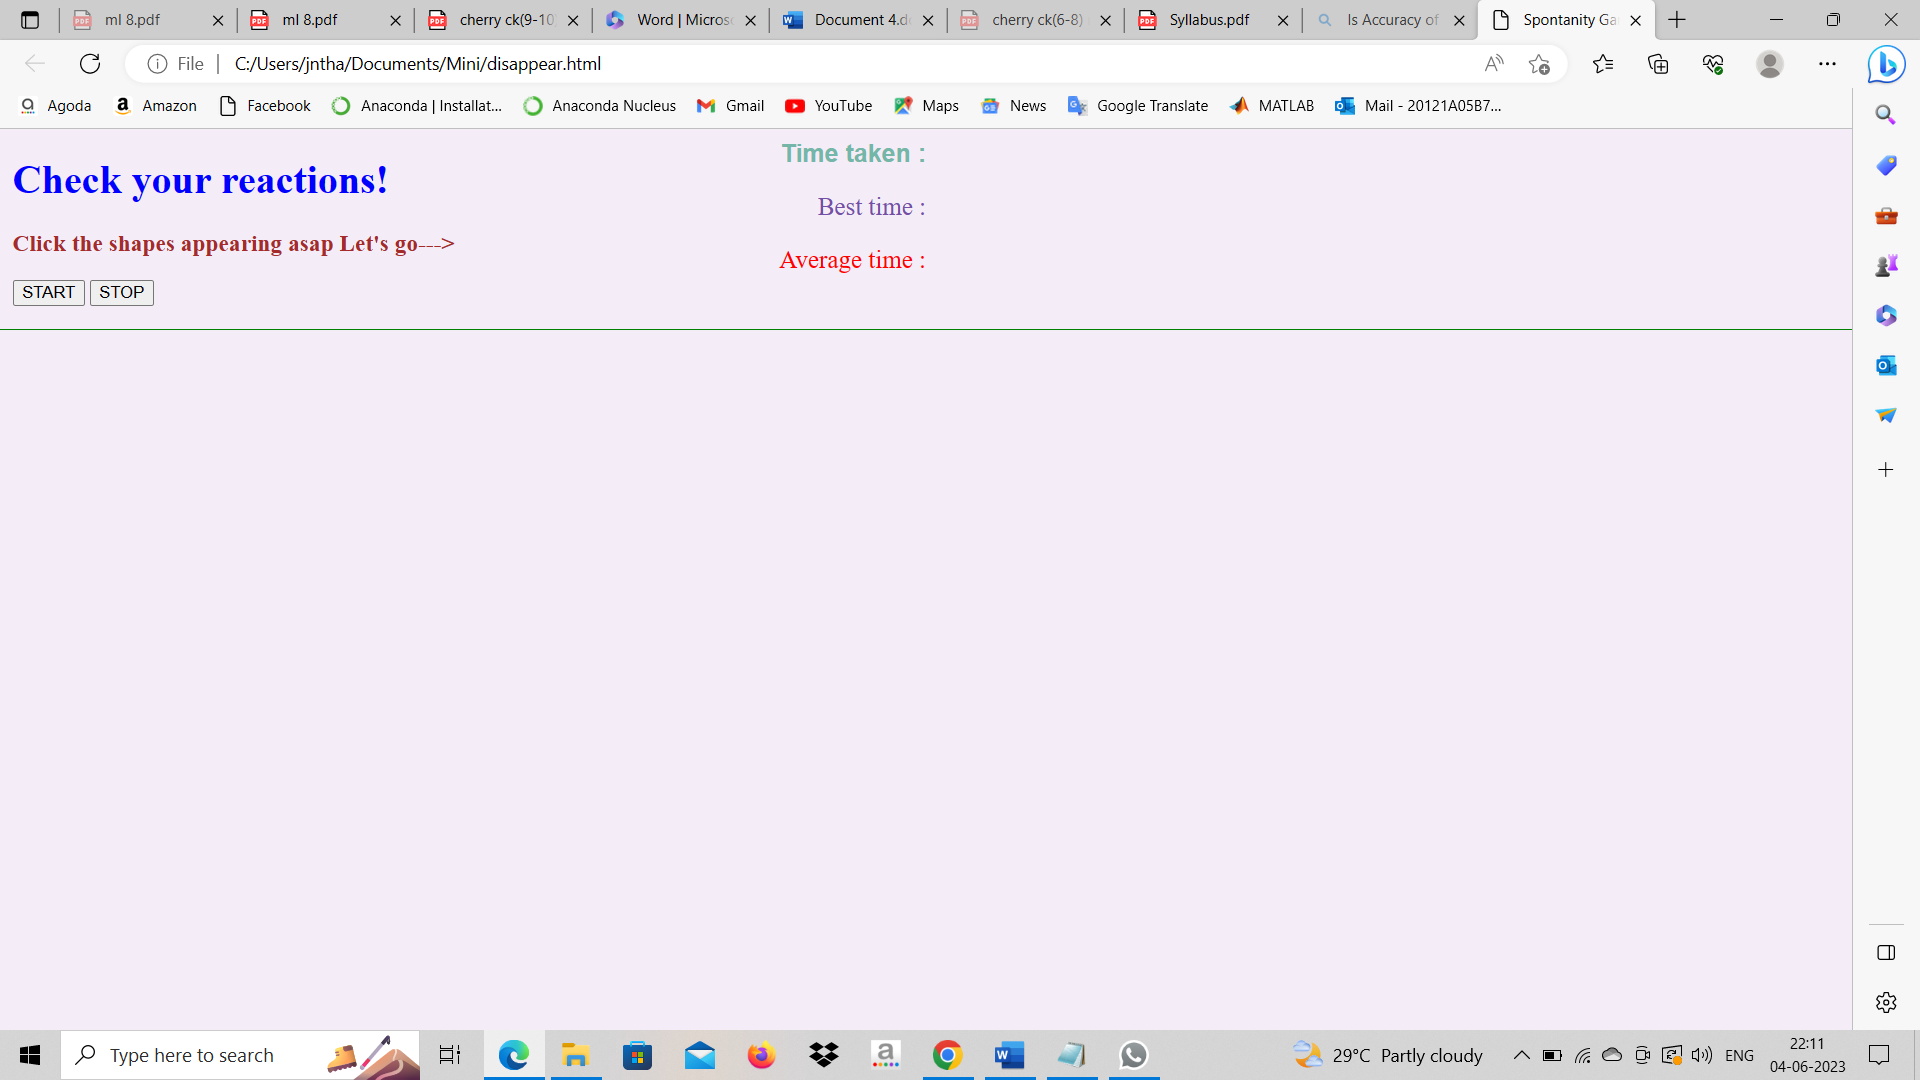 ml 8.pdf
ml 8.pdf
cherry ck(9-10
Word | Micros
Document 4.d
cherry ck(6-8)
Syllabus.pdf
Is Accuracy of
Spontanity Ga
File
C:/Users/jntha/Documents/Mini/disappear.html
Agoda
Amazon
Facebook
Anaconda | Installat...
Anaconda Nucleus
Gmail
YouTube
Maps
News
Google Translate
MATLAB
Mail - 20121A05B7...
Check your reactions!
Click the shapes appearing asap Let's go--->
START STOP
Time taken :
Best time :
Average time :
Type here to search
29°C Partly cloudy
ENG
22:11
04-06-2023